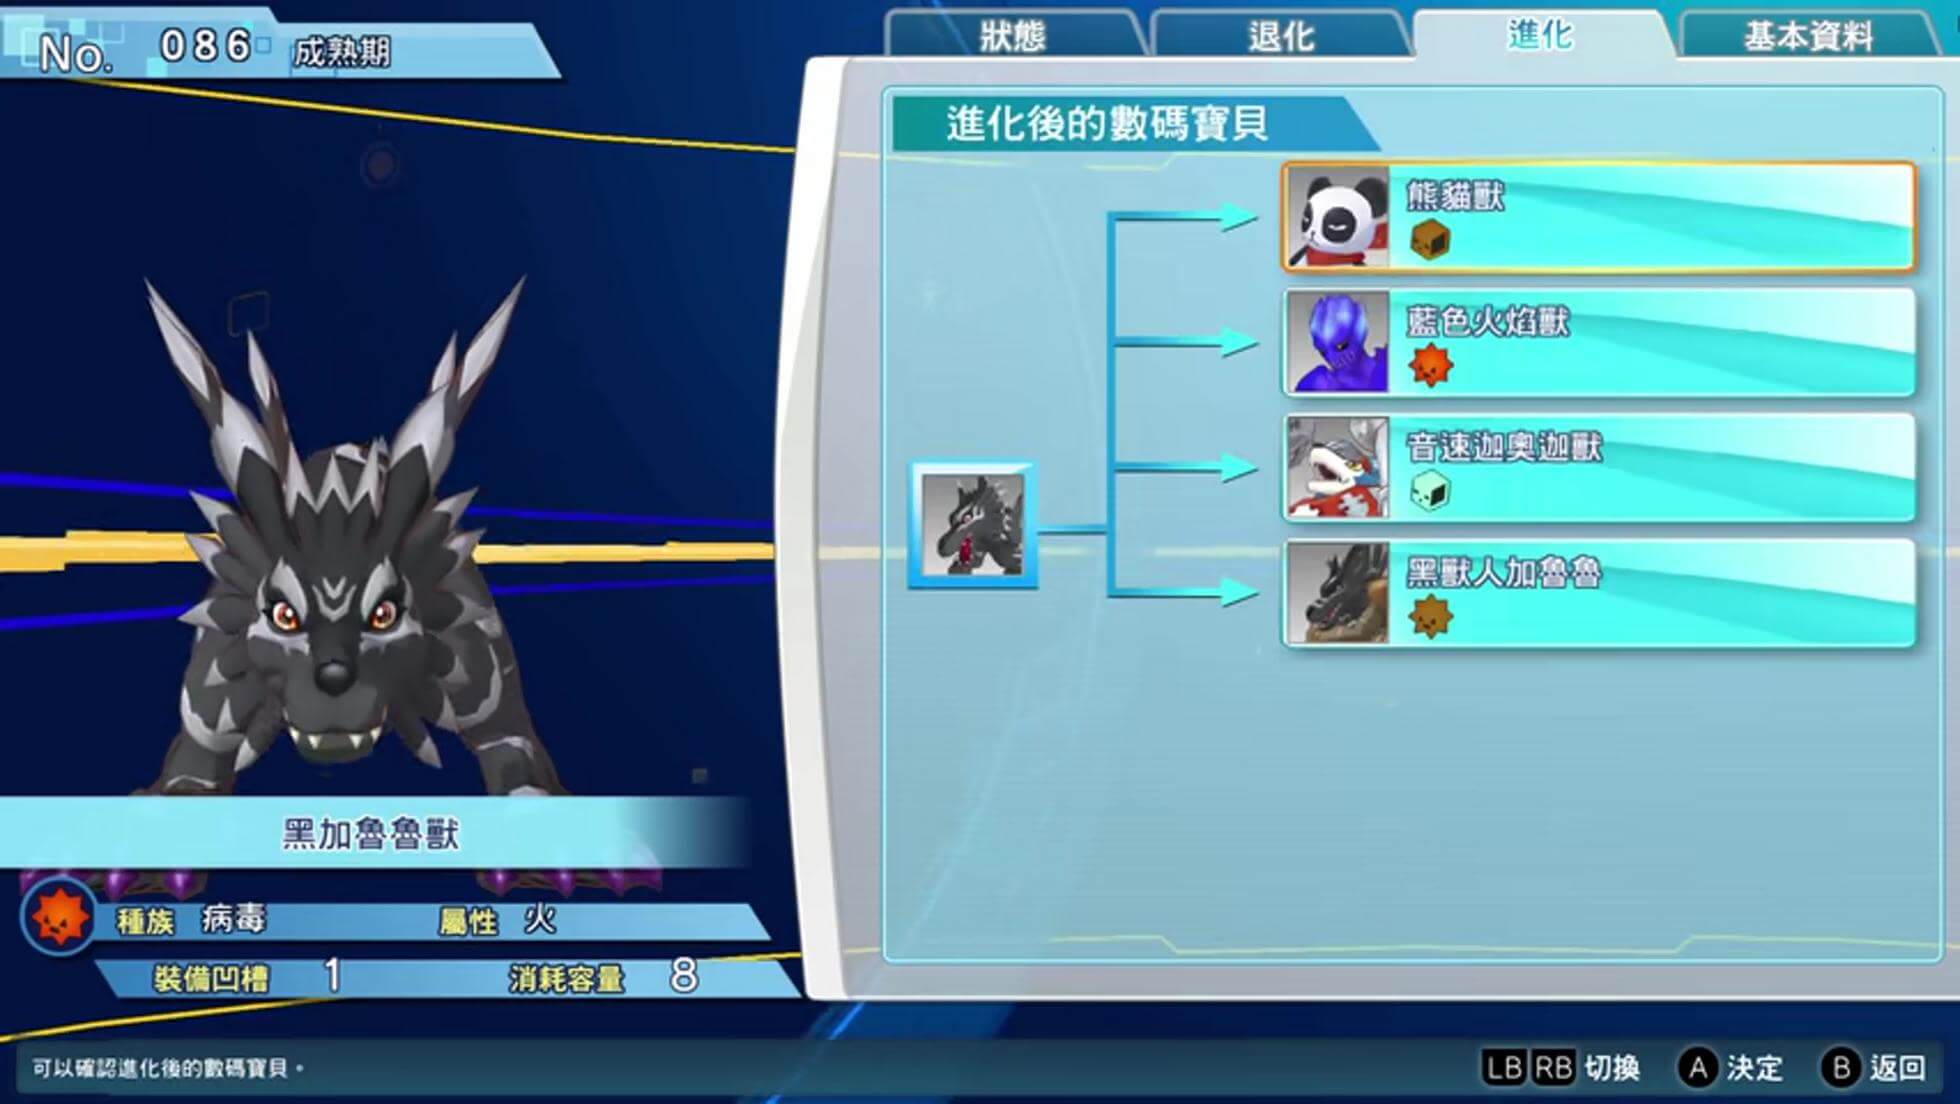 No. 086 成熟期
狀態 退化 進化 基本資料
進化後的數碼寶貝
熊貓獸
藍色火焰獸
音速迦奧迦獸
黑獸人加魯魯
黑加魯魯獸
種族 病毒 屬性 火
裝備凹槽 1 消耗容量 8
可以確認進化後的數碼寶貝。
LB RB 切換 A 決定 B 返回